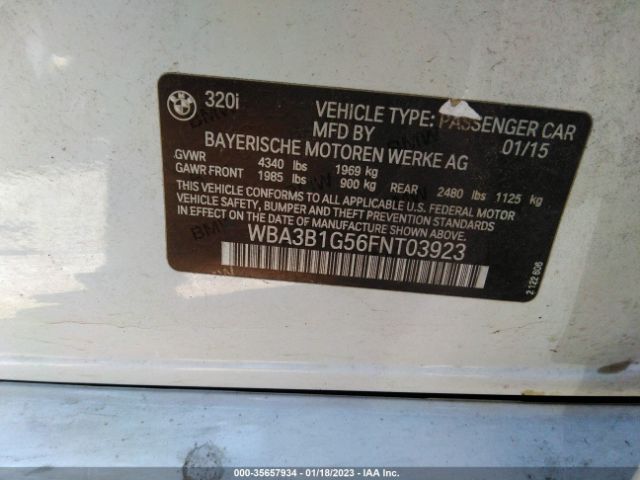 320i
VEHICLE TYPE: PASSENGER CAR
MFD BY 01/15
BAYERISCHE MOTOREN WERKE AG
GVWR 4340 lbs 1969 kg
GAWR FRONT 1985 lbs 900 kg REAR 2480 lbs 1125 kg
THIS VEHICLE CONFORMS TO ALL APPLICABLE U.S. FEDERAL MOTOR
VEHICLE SAFETY, BUMPER AND THEFT PREVENTION STANDARDS
IN EFFECT ON THE DATE OF MANUFACTURE SHOWN ABOVE.
WBA3B1G56FNT03923
2 122 606
000-35657934 - 01/18/2023 - IAA Inc.